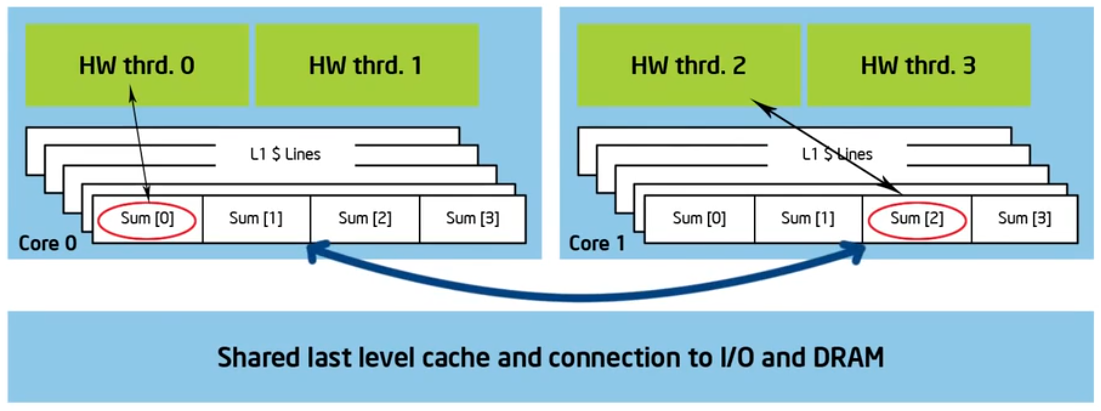 HW thrd. 0
HW thrd. 1
HW thrd. 2
HW thrd. 3
L1 $ Lines
L1 $ Lines
Sum [0]
Sum [1]
Sum [2]
Sum [3]
Sum [0]
Sum [1]
Sum [2]
Sum [3]
Core 0
Core 1
Shared last level cache and connection to I/O and DRAM